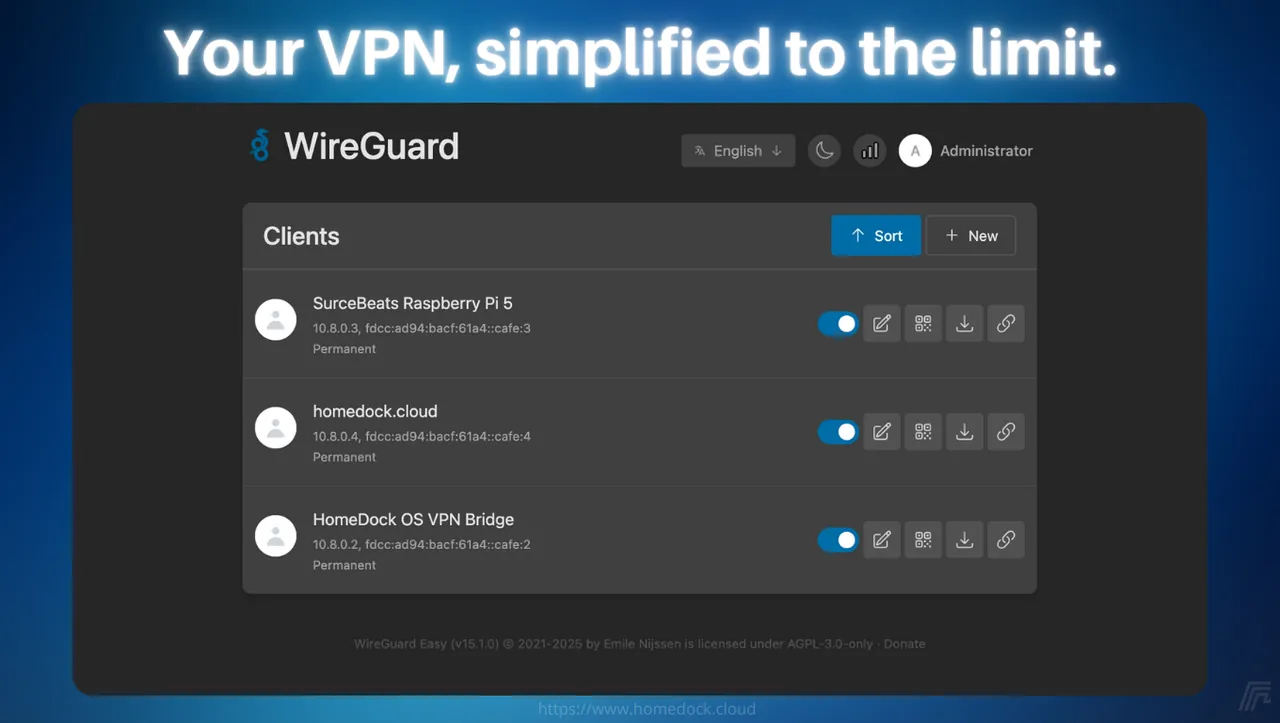 Your VPN, simplified to the limit.
WireGuard
English
A
Administrator
Clients
Sort
New
SurceBeats Raspberry Pi 5
10.8.0.3, fdcc:ad94:bacf:61a4::cafe:3
Permanent
homedock.cloud
10.8.0.4, fdcc:ad94:bacf:61a4::cafe:4
Permanent
HomeDock OS VPN Bridge
10.8.0.2, fdcc:ad94:bacf:61a4::cafe:2
Permanent
WireGuard Easy (v15.1.0) © 2021-2025 by Emile Nijssen is licensed under AGPL-3.0-only · Donate
https://www.homedock.cloud